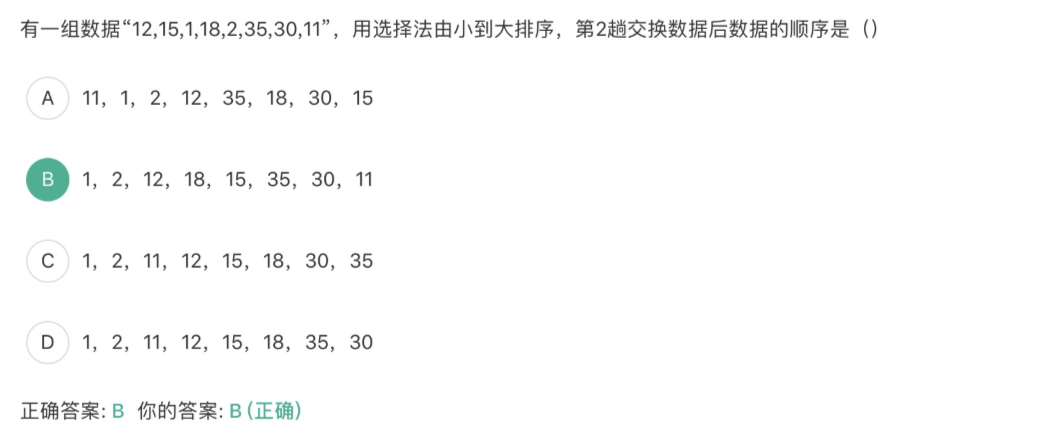 有一组数据“12,15,1,18,2,35,30,11”，用选择法由小到大排序，第2趟交换数据后数据的顺序是（）
A 11，1，2，12，35，18，30，15
B 1，2，12，18，15，35，30，11
C 1，2，11，12，15，18，30，35
D 1，2，11，12，15，18，35，30
正确答案: B 你的答案: B (正确)